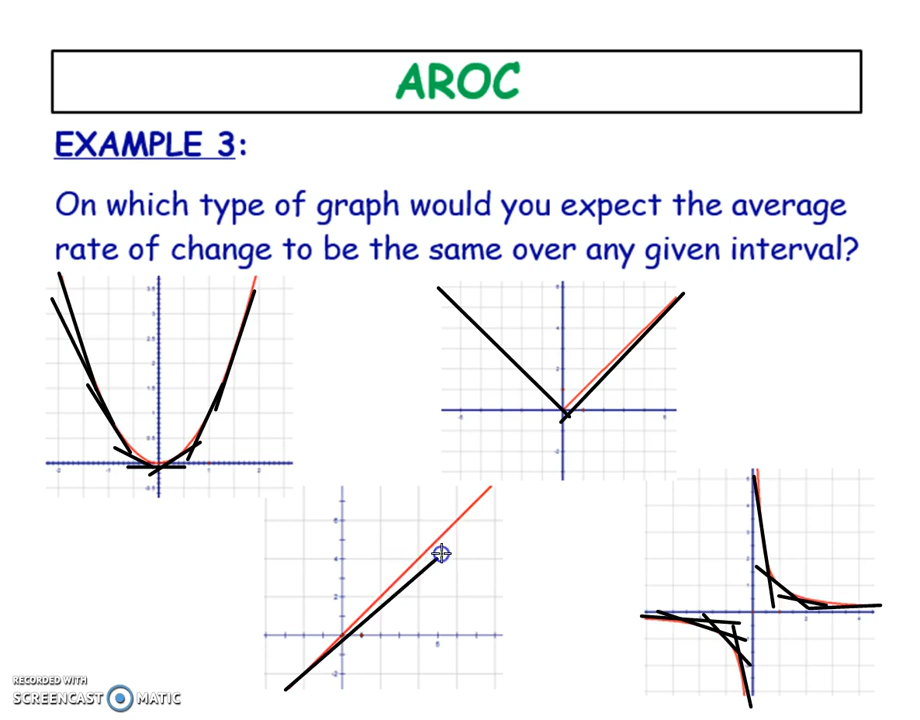 AROC
EXAMPLE 3:
On which type of graph would you expect the average
rate of change to be the same over any given interval?
RECORDED WITH
SCREENCAST MATIC